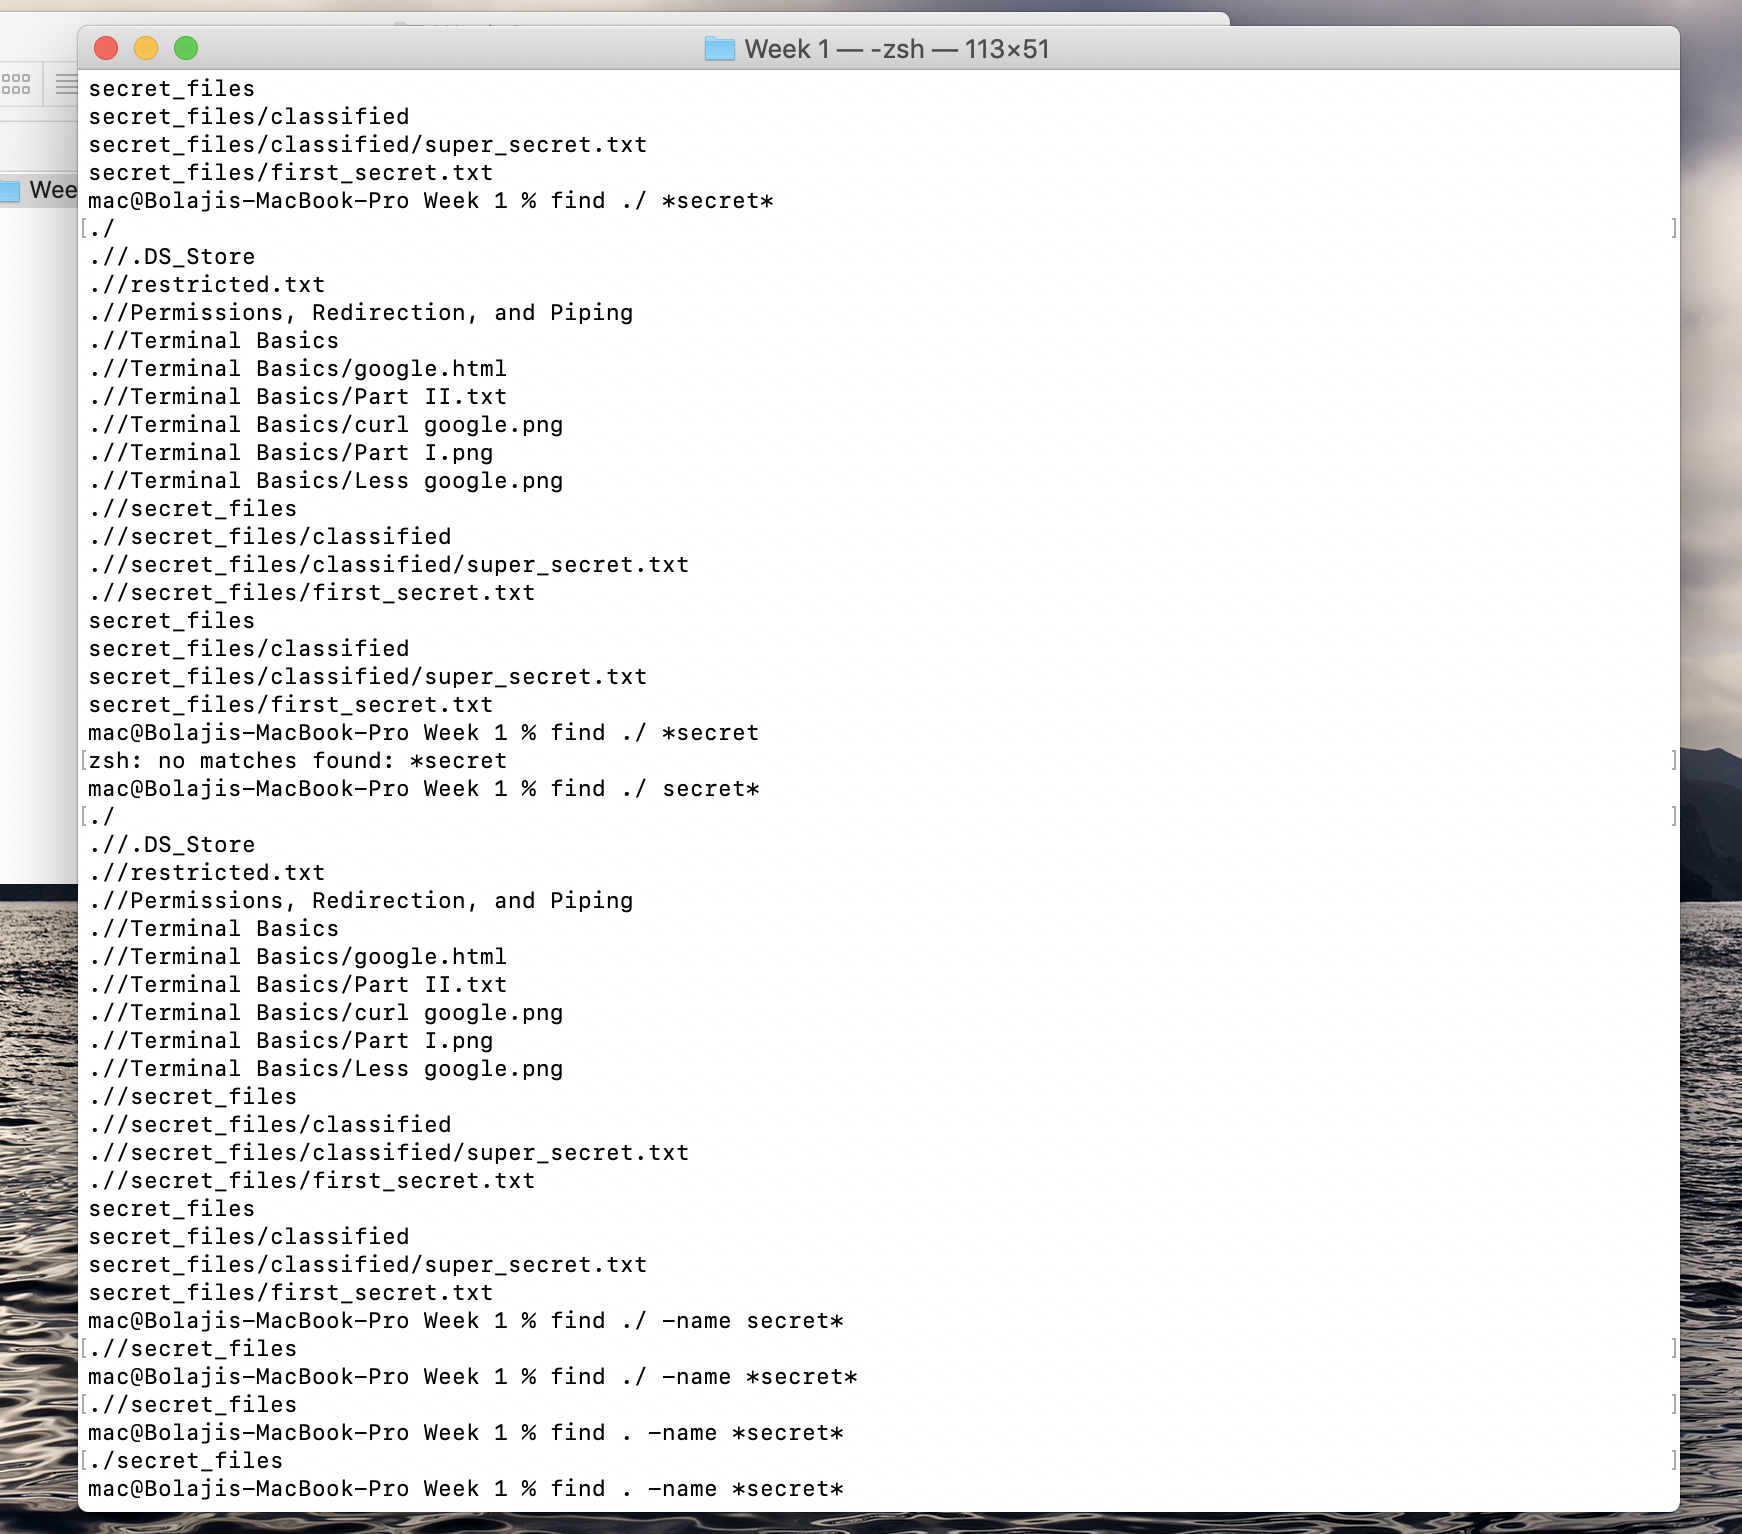 Week 1 — -zsh — 113×51
Wee
secret_files
secret_files/classified
secret_files/classified/super_secret.txt
secret_files/first_secret.txt
mac@Bolajis-MacBook-Pro Week 1 % find ./ *secret*
[./ ]
.//.DS_Store
.//restricted.txt
.//Permissions, Redirection, and Piping
.//Terminal Basics
.//Terminal Basics/google.html
.//Terminal Basics/Part II.txt
.//Terminal Basics/curl google.png
.//Terminal Basics/Part I.png
.//Terminal Basics/Less google.png
.//secret_files
.//secret_files/classified
.//secret_files/classified/super_secret.txt
.//secret_files/first_secret.txt
secret_files
secret_files/classified
secret_files/classified/super_secret.txt
secret_files/first_secret.txt
mac@Bolajis-MacBook-Pro Week 1 % find ./ *secret
[zsh: no matches found: *secret ]
mac@Bolajis-MacBook-Pro Week 1 % find ./ secret*
[./ ]
.//.DS_Store
.//restricted.txt
.//Permissions, Redirection, and Piping
.//Terminal Basics
.//Terminal Basics/google.html
.//Terminal Basics/Part II.txt
.//Terminal Basics/curl google.png
.//Terminal Basics/Part I.png
.//Terminal Basics/Less google.png
.//secret_files
.//secret_files/classified
.//secret_files/classified/super_secret.txt
.//secret_files/first_secret.txt
secret_files
secret_files/classified
secret_files/classified/super_secret.txt
secret_files/first_secret.txt
mac@Bolajis-MacBook-Pro Week 1 % find ./ -name secret*
[.//secret_files ]
mac@Bolajis-MacBook-Pro Week 1 % find ./ -name *secret*
[.//secret_files ]
mac@Bolajis-MacBook-Pro Week 1 % find . -name *secret*
[./secret_files ]
mac@Bolajis-MacBook-Pro Week 1 % find . -name *secret*